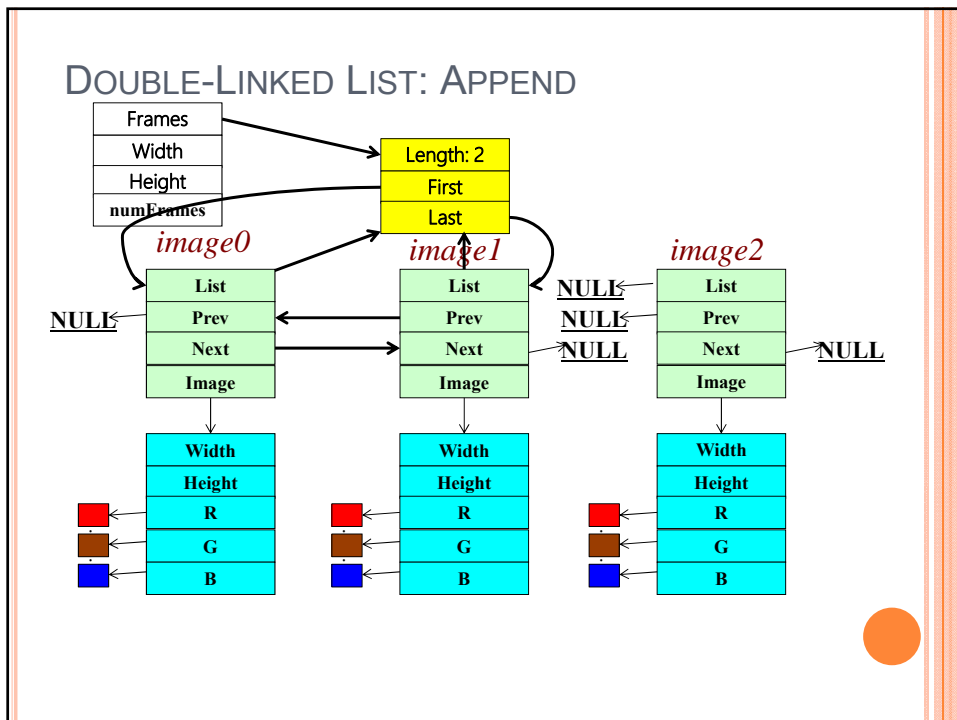 DOUBLE-LINKED LIST: APPEND
Frames
Width
Height
numFrames
Length: 2
First
Last
image0
image1
image2
List
Prev
Next
Image
NULL
List
Prev
Next
Image
NULL
NULL
NULL
List
Prev
Next
Image
NULL
Width
Height
R
G
B
Width
Height
R
G
B
Width
Height
R
G
B